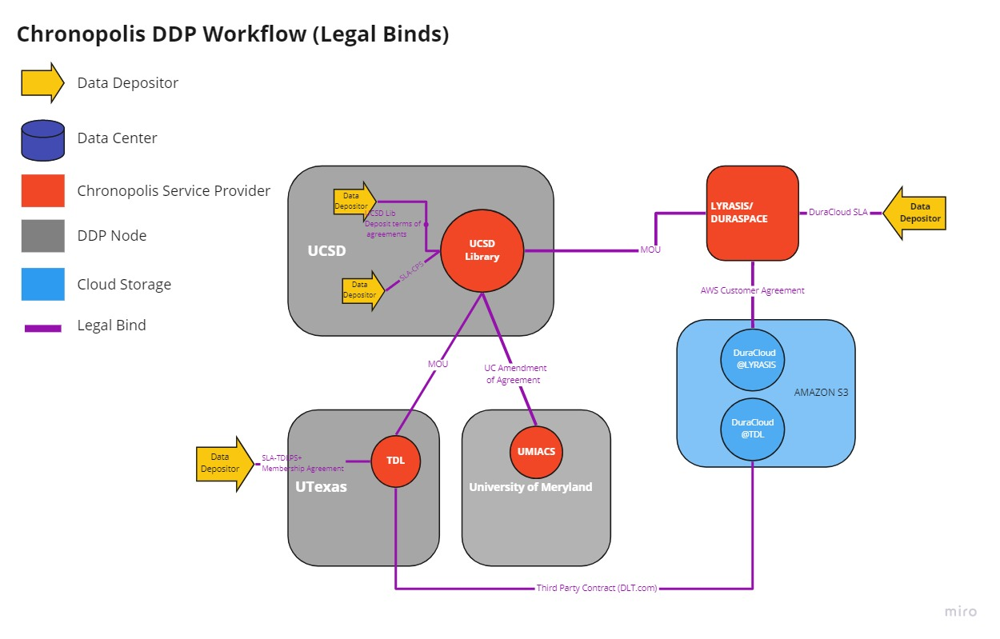 Chronopolis DDP Workflow (Legal Binds)
Data Depositor
Data Center
Chronopolis Service Provider
DDP Node
Cloud Storage
Legal Bind
Data
Depositor
CSD Lib
Deposit terms of
agreements
UCSD
UCSD
Library
SLA-CPS
Data
Depositor
MOU
LYRASIS/
DURASPACE
DuraCloud SLA
Data
Depositor
AWS Customer Agreement
DuraCloud
@LYRASIS
AMAZON S3
DuraCloud
@TDL
MOU
UC Amendment
of Agreement
Data
Depositor
SLA-TDLPS+
Membership Agreement
TDL
UTexas
UMIACS
University of Meryland
Third Party Contract (DLT.com)
miro